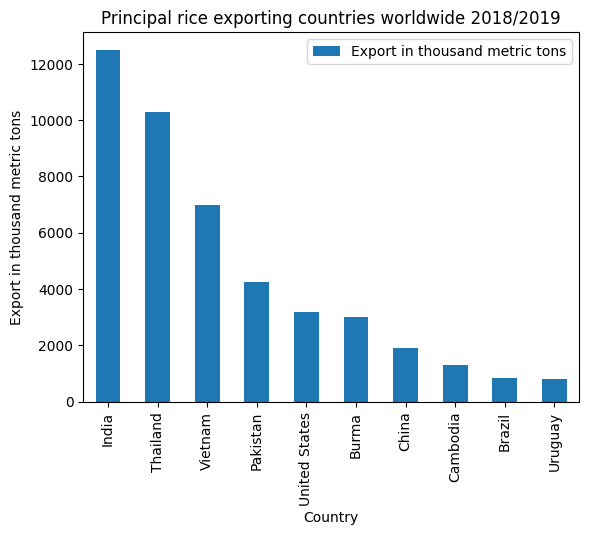 Principal rice exporting countries worldwide 2018/2019
Export in thousand metric tons
Export in thousand metric tons
12000
10000
8000
6000
4000
2000
0
India
Thailand
Vietnam
Pakistan
United States
Burma
China
Cambodia
Brazil
Uruguay
Country